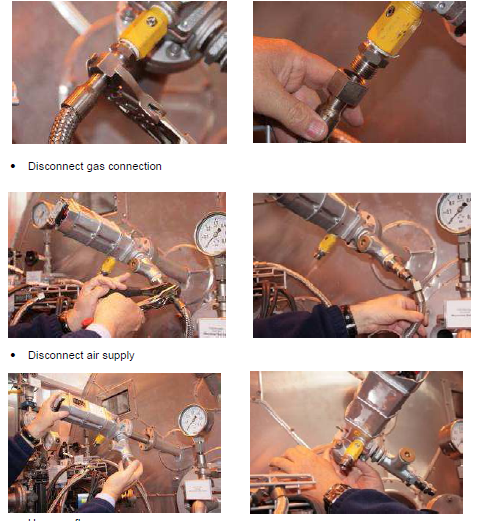 • Disconnect gas connection
• Disconnect air supply